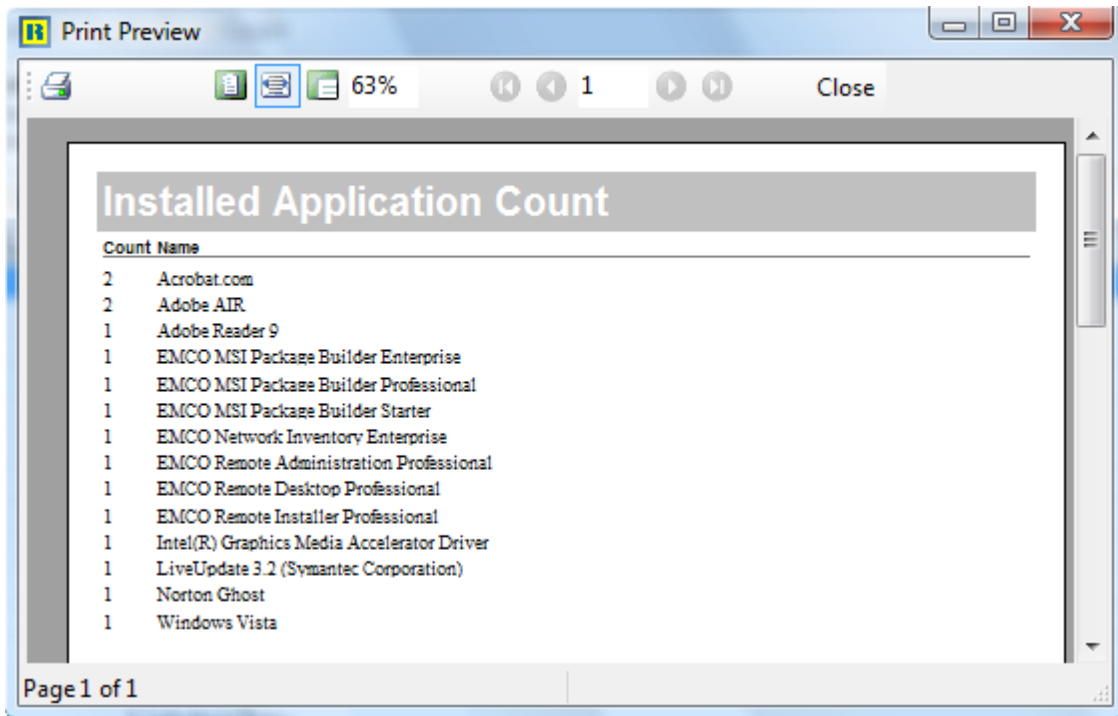 Print Preview
63% 1 Close
Installed Application Count
Count Name
2 Acrobat.com
2 Adobe AIR
1 Adobe Reader 9
1 EMCO MSI Package Builder Enterprise
1 EMCO MSI Package Builder Professional
1 EMCO MSI Package Builder Starter
1 EMCO Network Inventory Enterprise
1 EMCO Remote Administration Professional
1 EMCO Remote Desktop Professional
1 EMCO Remote Installer Professional
1 Intel(R) Graphics Media Accelerator Driver
1 LiveUpdate 3.2 (Symantec Corporation)
1 Norton Ghost
1 Windows Vista
Page 1 of 1